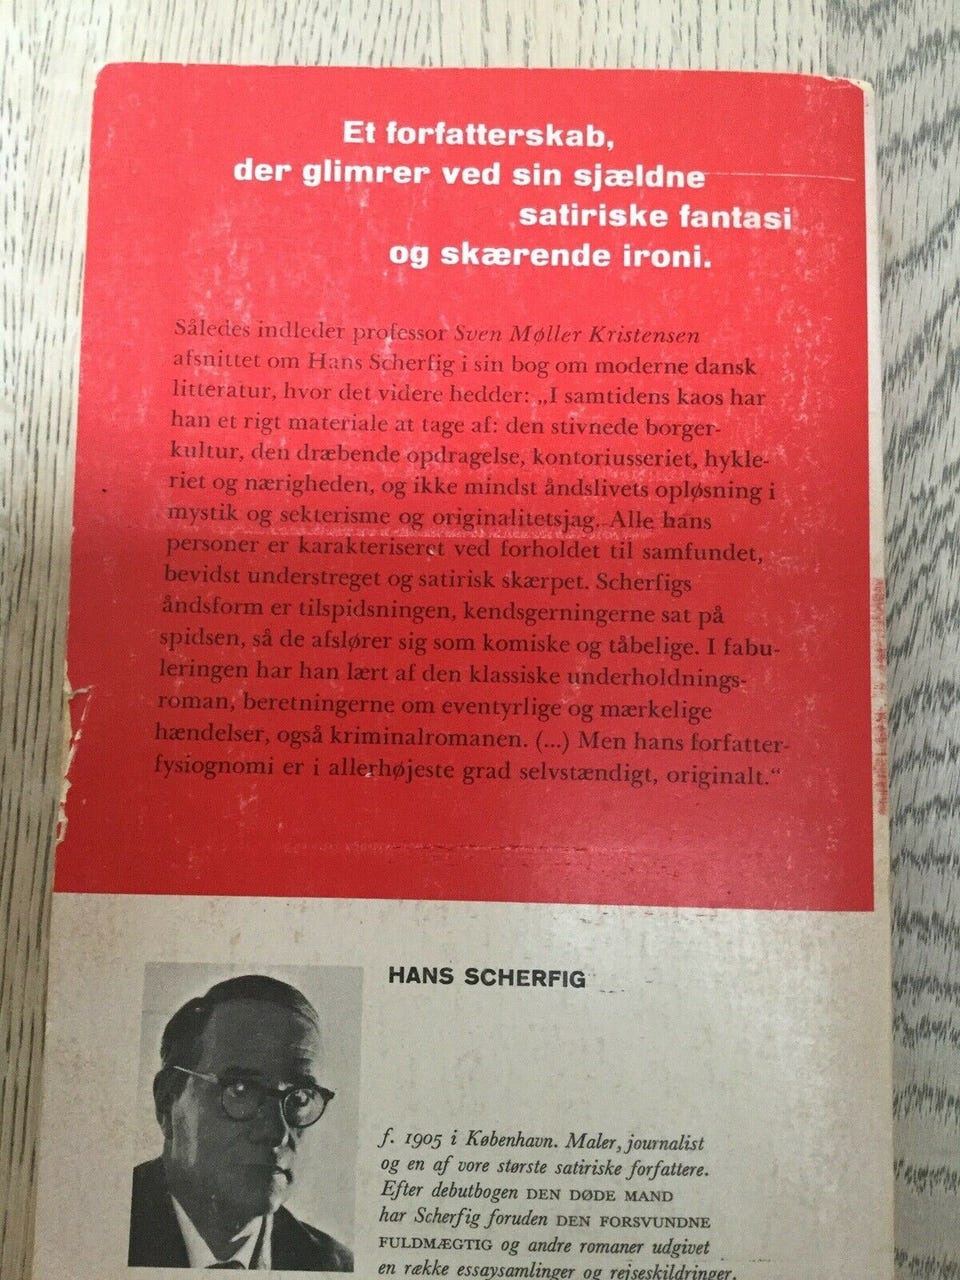 Et forfatterskab,
der glimrer ved sin sjældne
satiriske fantasi
og skærende ironi.
Således indleder professor Sven Møller Kristensen
afsnittet om Hans Scherfig i sin bog om moderne dansk
litteratur, hvor det videre hedder: „I samtidens kaos har
han et rigt materiale at tage af: den stivnede borger-
kultur, den dræbende opdragelse, kontoriusseriet, hykle-
riet og nærigheden, og ikke mindst åndslivets opløsning i
mystik og sekterisme og originalitetsjag. Alle hans
personer er karakteriseret ved forholdet til samfundet,
bevidst understreget og satirisk skærpet. Scherfigs
åndsform er tilspidsningen, kendsgerningerne sat på
spidsen, så de afslører sig som komiske og tåbelige. I fabu-
leringen har han lært af den klassiske underholdnings-
roman, beretningerne om eventyrlige og mærkelige
hændelser, også kriminalromanen. (...) Men hans forfatter-
fysiognomi er i allerhøjeste grad selvstændigt, originalt.“
HANS SCHERFIG
f. 1905 i København. Maler, journalist
og en af vore største satiriske forfattere.
Efter debutbogen DEN DØDE MAND
har Scherfig foruden DEN FORSVUNDNE
FULDMÆGTIG og andre romaner udgivet
en række essaysamlinger og rejseskildringer.